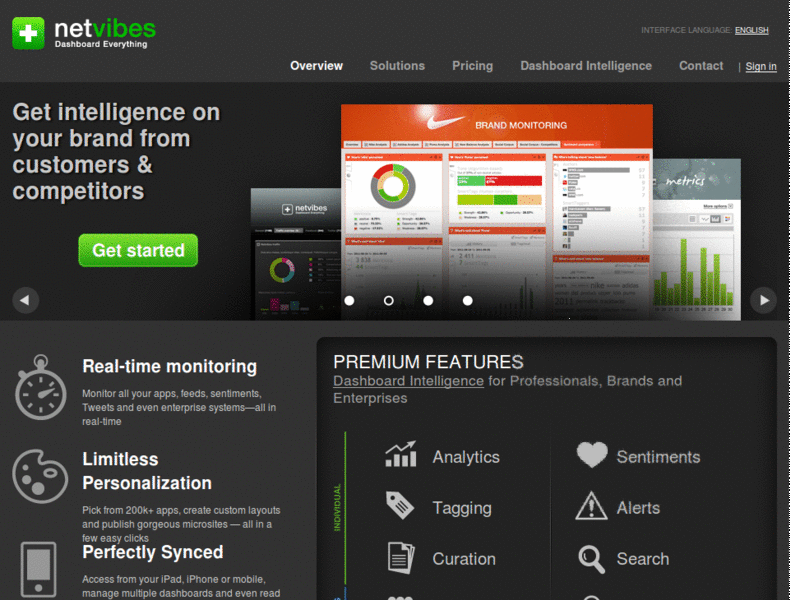 netvibes
Dashboard Everything
INTERFACE LANGUAGE: ENGLISH
Overview Solutions Pricing Dashboard Intelligence Contact | Sign in
Get intelligence on
your brand from
customers &
competitors
Get started
BRAND MONITORING
netvibes
metrics
More options
Real-time monitoring
Monitor all your apps, feeds, sentiments,
Tweets and even enterprise systems—all in
real-time
Limitless
Personalization
Pick from 200k+ apps, create custom layouts
and publish gorgeous microsites — all in a
few easy clicks
Perfectly Synced
Access from your iPad, iPhone or mobile,
manage multiple dashboards and even read
PREMIUM FEATURES
Dashboard Intelligence for Professionals, Brands and
Enterprises
INDIVIDUAL
Analytics
Sentiments
Tagging
Alerts
Curation
Search